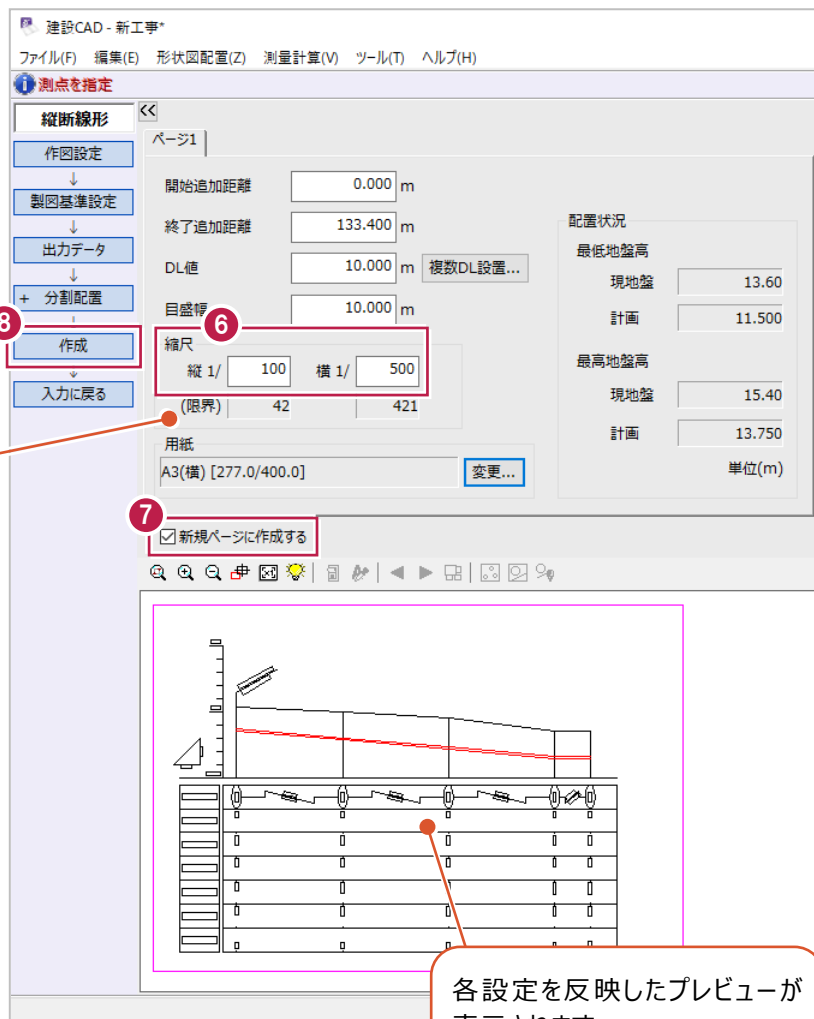 建設CAD - 新工事*
ファイル(F) 編集(E) 形状図配置(Z) 測量計算(V) ツール(T) ヘルプ(H)
測点を指定
縦断線形
作図設定
↓
製図基準設定
↓
出力データ
↓
+ 分割配置
↓
8
作成
↓
入力に戻る
<<
ページ1
開始追加距離 0.000 m
終了追加距離 133.400 m
DL値 10.000 m 複数DL設置...
目盛幅 10.000 m
6
縮尺
縦 1/ 100 横 1/ 500
(限界) 42 421
用紙
A3(横) [277.0/400.0] 変更...
配置状況
最低地盤高
現地盤 13.60
計画 11.500
最高地盤高
現地盤 15.40
計画 13.750
単位(m)
7
新規ページに作成する
各設定を反映したプレビューが